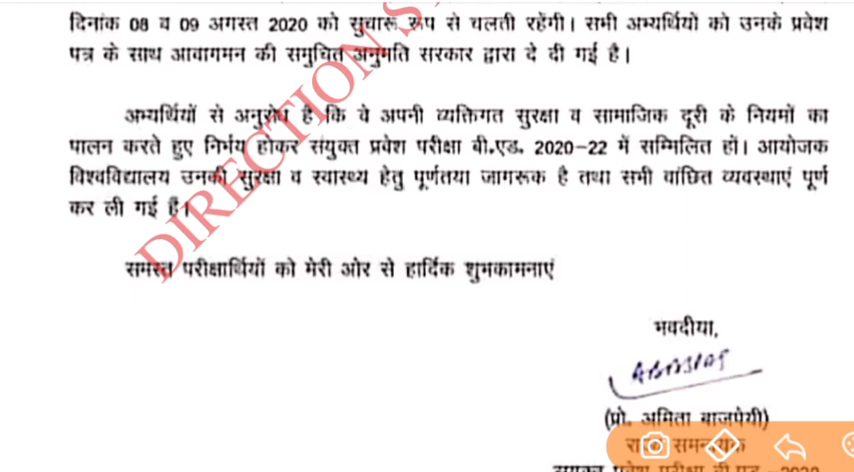 दिनांक 08 व 09 अगस्त 2020 को सुचारू रूप से चलती रहेंगी। सभी अभ्यर्थियों को उनके प्रवेश
पत्र के साथ आवागमन की समुचित अनुमति सरकार द्वारा दे दी गई है।
अभ्यर्थियों से अनुरोध है कि वे अपनी व्यक्तिगत सुरक्षा व सामाजिक दूरी के नियमों का
पालन करते हुए निर्भय होकर संयुक्त प्रवेश परीक्षा बी.एड. 2020-22 में सम्मिलित हों। आयोजक
विश्वविद्यालय उनकी सुरक्षा व स्वास्थ्य हेतु पूर्णतया जागरूक है तथा सभी वांछित व्यवस्थाएं पूर्ण
कर ली गई हैं।
DIRECTION S
समस्त परीक्षार्थियों को मेरी ओर से हार्दिक शुभकामनाएं
भवदीया,
(प्रो. अमिता बाजपेयी)
राज्य समन्वयक